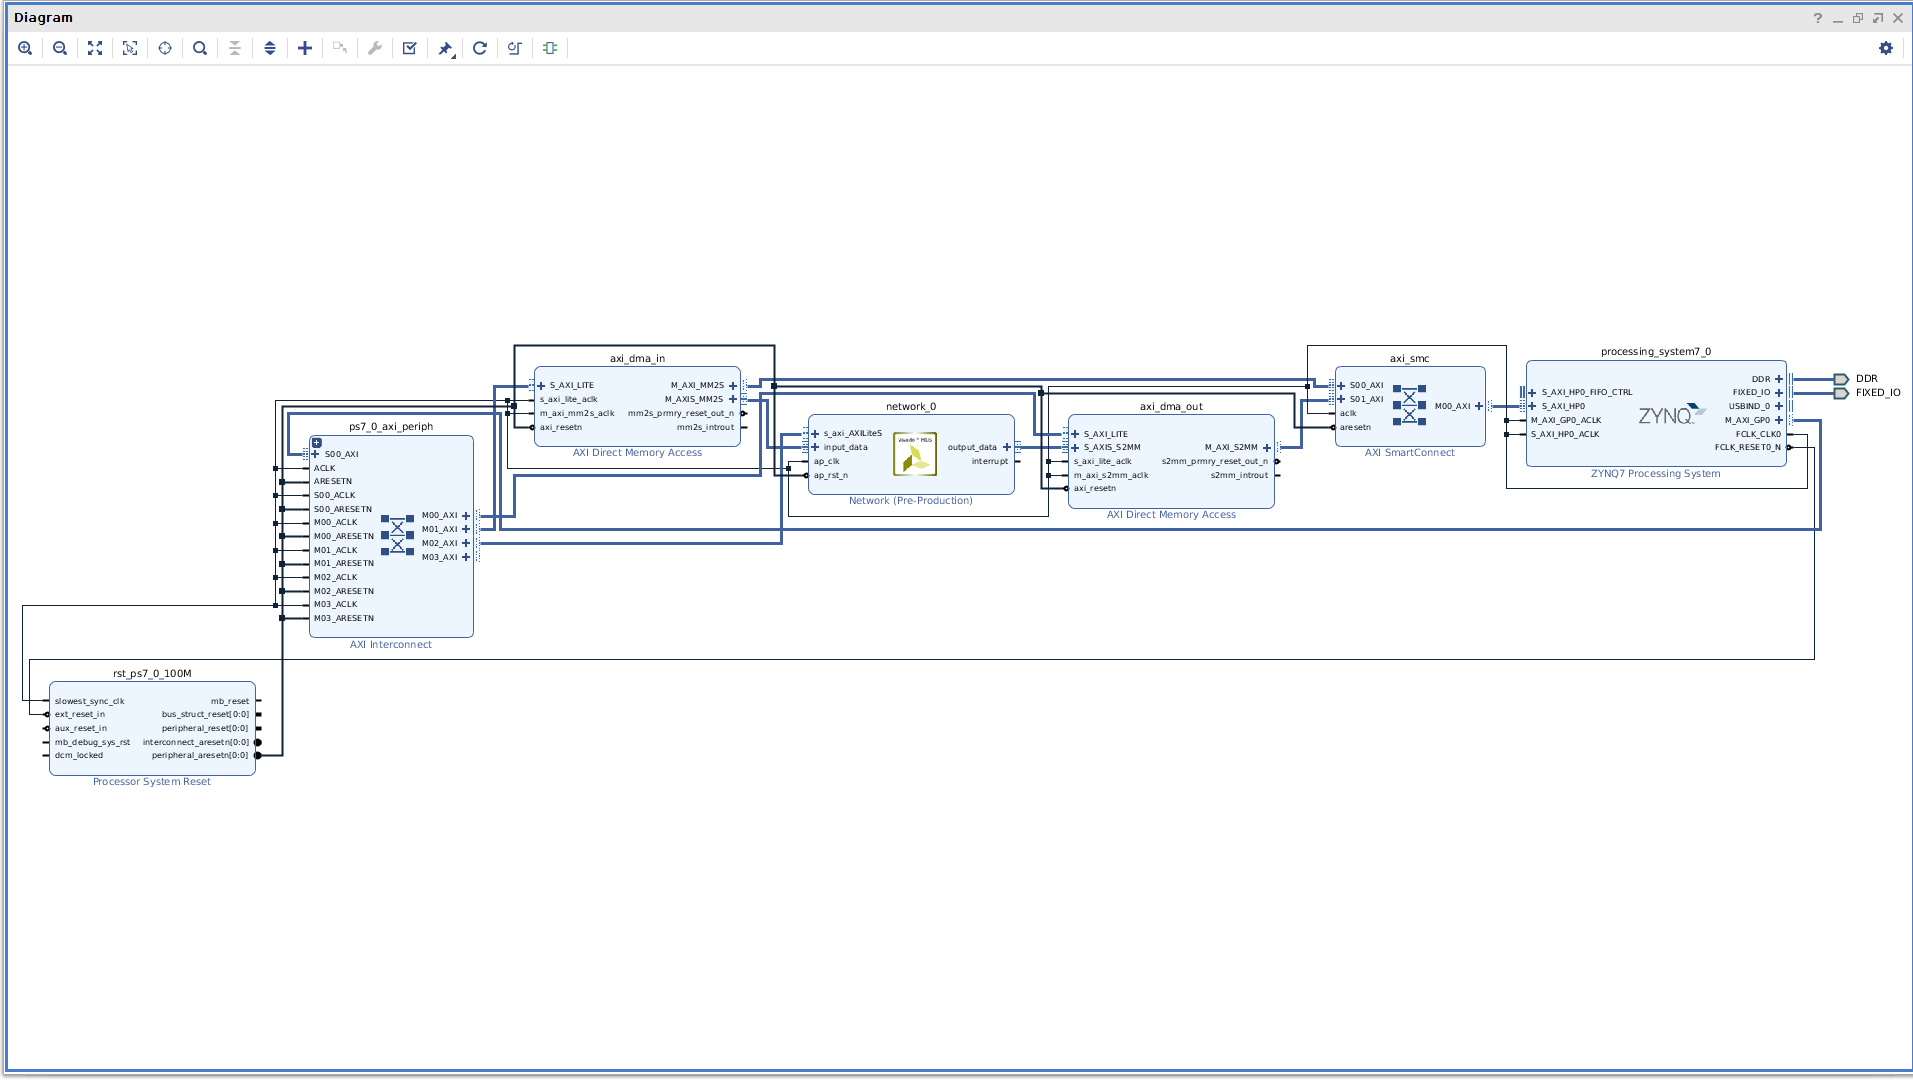 Diagram
?
axi_dma_in
S_AXI_LITE
s_axi_lite_aclk
m_axi_mm2s_aclk
axi_resetn
M_AXI_MM2S
M_AXIS_MM2S
mm2s_prmry_reset_out_n
mm2s_introut
AXI Direct Memory Access
network_0
s_axi_AXILiteS
input_data
ap_clk
ap_rst_n
output_data
interrupt
Network (Pre-Production)
axi_dma_out
S_AXI_LITE
S_AXIS_S2MM
s_axi_lite_aclk
m_axi_s2mm_aclk
axi_resetn
M_AXI_S2MM
s2mm_prmry_reset_out_n
s2mm_introut
AXI Direct Memory Access
axi_smc
S00_AXI
S01_AXI
aclk
aresetn
M00_AXI
AXI SmartConnect
processing_system7_0
S_AXI_HP0_FIFO_CTRL
S_AXI_HP0
M_AXI_GP0_ACLK
S_AXI_HP0_ACLK
ZYNQ
DDR
FIXED_IO
USBIND_0
M_AXI_GP0
FCLK_CLK0
FCLK_RESET0_N
ZYNQ7 Processing System
DDR
FIXED_IO
ps7_0_axi_periph
S00_AXI
ACLK
ARESETN
S00_ACLK
S00_ARESETN
M00_ACLK
M00_ARESETN
M01_ACLK
M01_ARESETN
M02_ACLK
M02_ARESETN
M03_ACLK
M03_ARESETN
M00_AXI
M01_AXI
M02_AXI
M03_AXI
AXI Interconnect
rst_ps7_0_100M
slowest_sync_clk
ext_reset_in
aux_reset_in
mb_debug_sys_rst
dcm_locked
mb_reset
bus_struct_reset[0:0]
peripheral_reset[0:0]
interconnect_aresetn[0:0]
peripheral_aresetn[0:0]
Processor System Reset